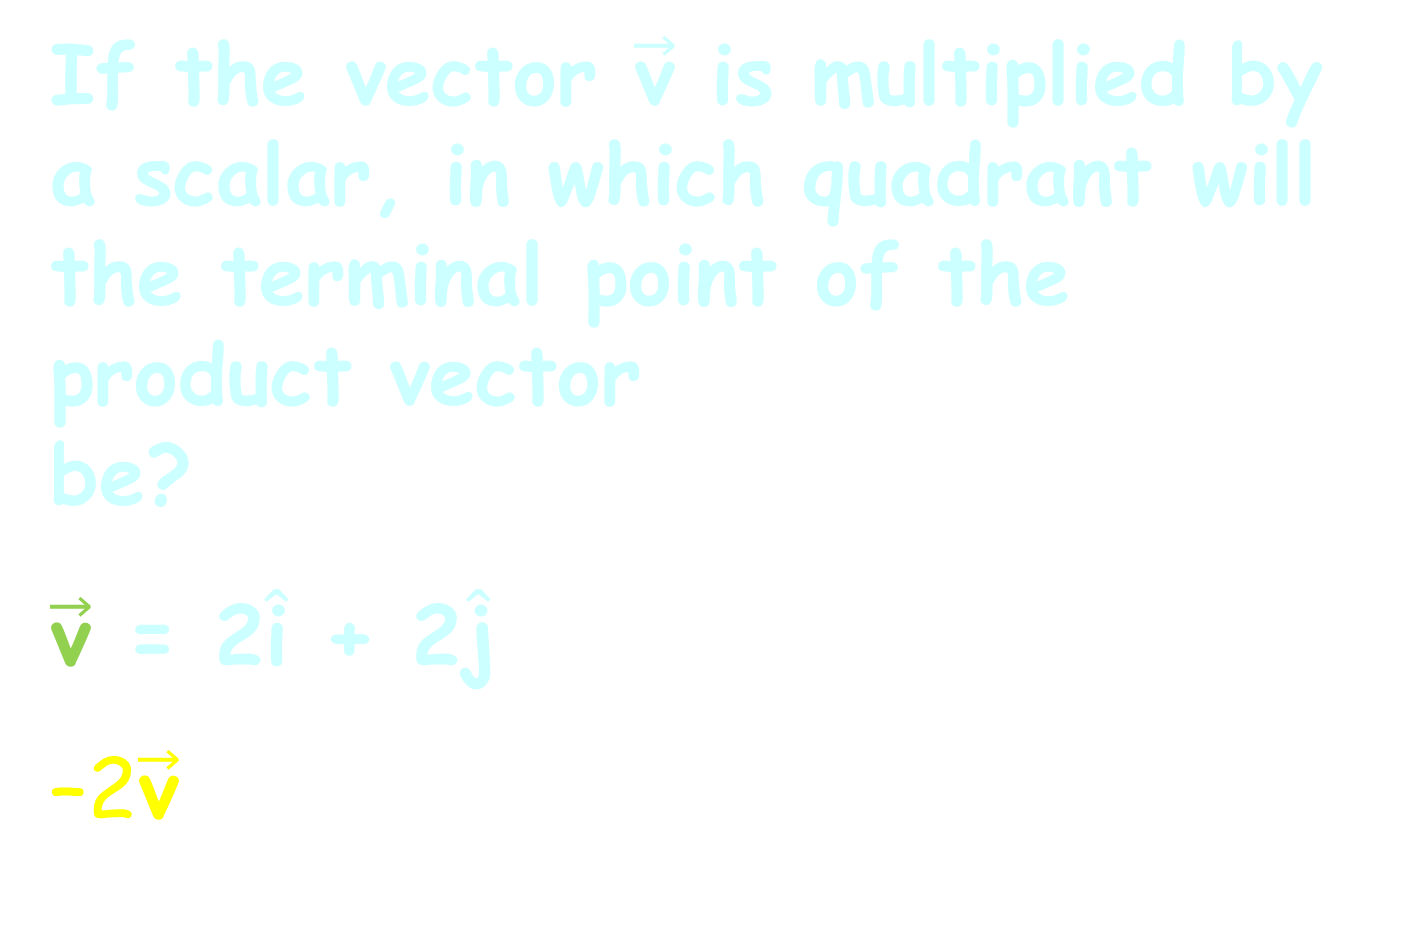 If the vector v⃗ is multiplied by
a scalar, in which quadrant will
the terminal point of the
product vector
be?
v⃗ = 2î + 2ĵ
-2v⃗